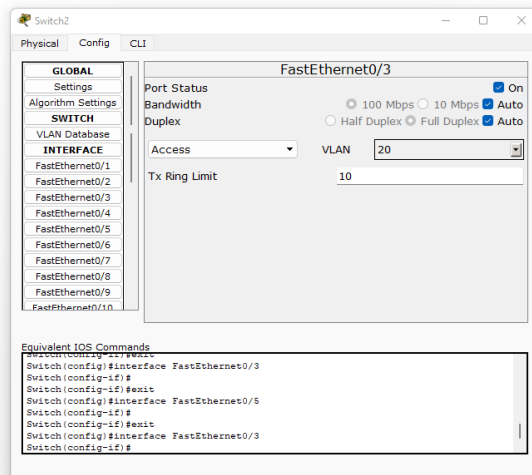 Switch2
Physical Config CLI
GLOBAL
Settings
Algorithm Settings
SWITCH
VLAN Database
INTERFACE
FastEthernet0/1
FastEthernet0/2
FastEthernet0/3
FastEthernet0/4
FastEthernet0/5
FastEthernet0/6
FastEthernet0/7
FastEthernet0/8
FastEthernet0/9
FastEthernet0/10
FastEthernet0/3
Port Status On
Bandwidth 100 Mbps 10 Mbps Auto
Duplex Half Duplex Full Duplex Auto
Access VLAN 20
Tx Ring Limit 10
Equivalent IOS Commands
Switch(config-if)#exit
Switch(config)#interface FastEthernet0/3
Switch(config-if)#
Switch(config-if)#exit
Switch(config)#interface FastEthernet0/5
Switch(config-if)#
Switch(config-if)#exit
Switch(config)#interface FastEthernet0/3
Switch(config-if)#